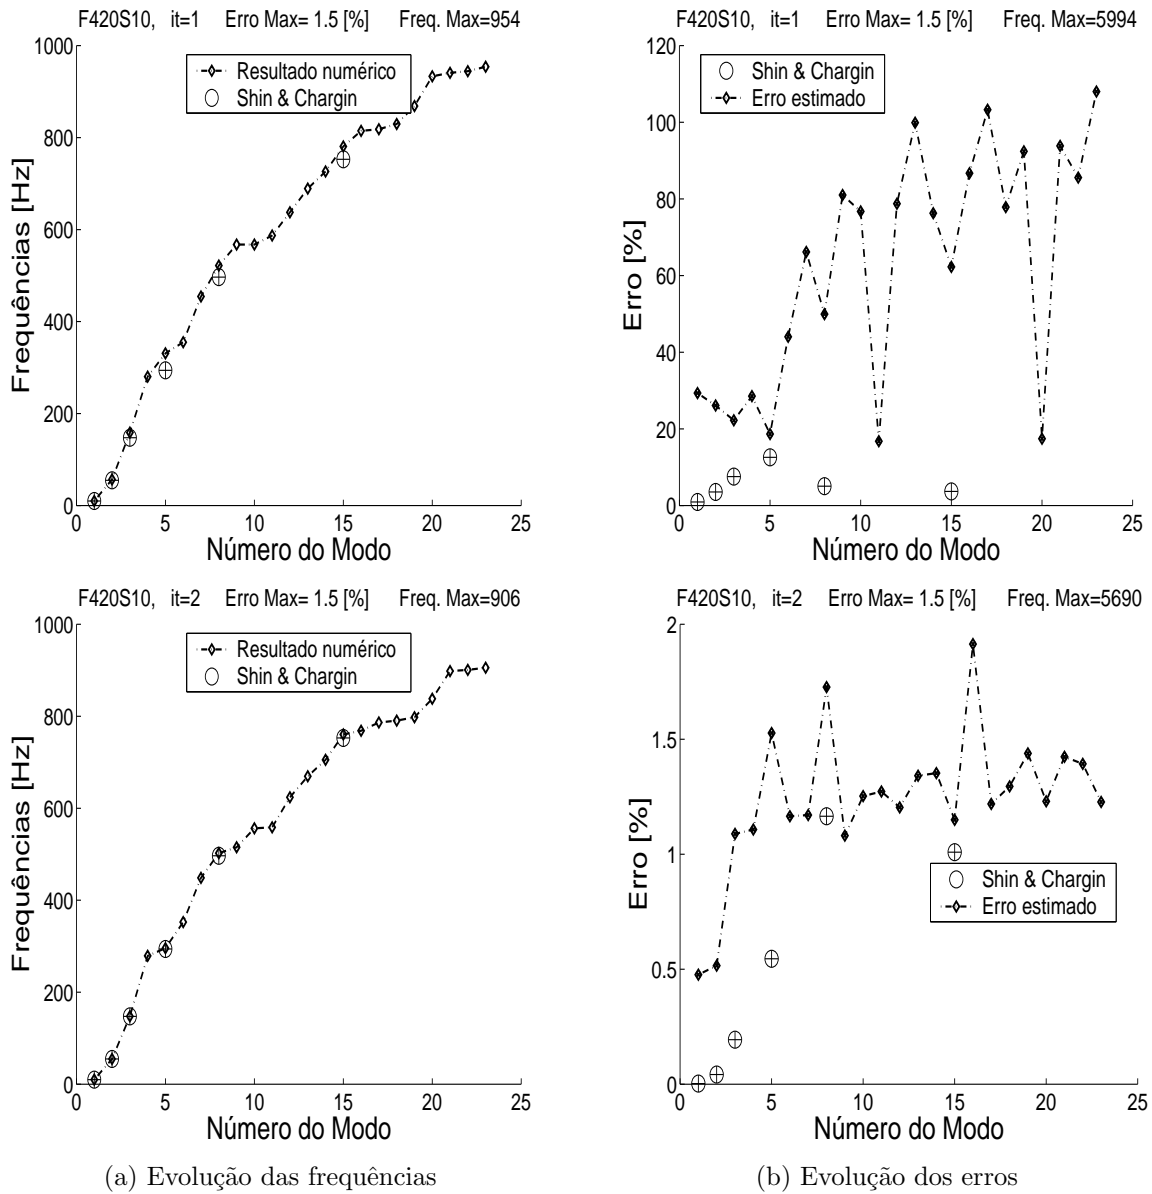 F420S10, it=1 Erro Max= 1.5 [%] Freq. Max=954
1000
800
600
400
200
0
Frequências [Hz]
Resultado numérico
Shin & Chargin
0 5 10 15 20 25
Número do Modo
F420S10, it=1 Erro Max= 1.5 [%] Freq. Max=5994
120
100
80
60
40
20
0
Erro [%]
Shin & Chargin
Erro estimado
0 5 10 15 20 25
Número do Modo
F420S10, it=2 Erro Max= 1.5 [%] Freq. Max=906
1000
800
600
400
200
0
Frequências [Hz]
Resultado numérico
Shin & Chargin
0 5 10 15 20 25
Número do Modo
F420S10, it=2 Erro Max= 1.5 [%] Freq. Max=5690
2
1.5
1
0.5
0
Erro [%]
Shin & Chargin
Erro estimado
0 5 10 15 20 25
Número do Modo
(a) Evolução das frequências
(b) Evolução dos erros